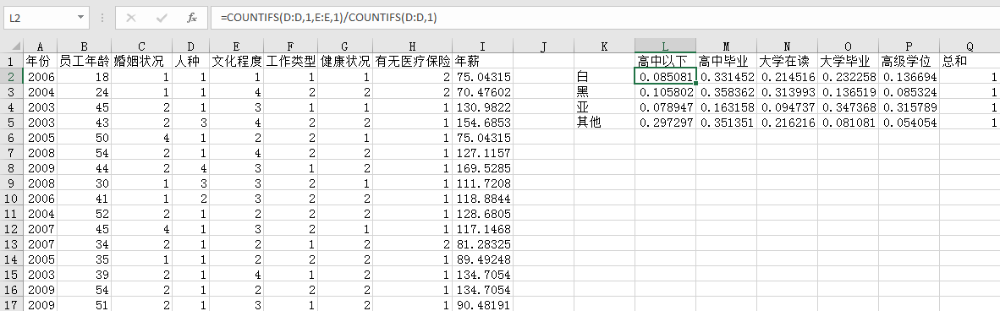 L2 =COUNTIFS(D:D,1,E:E,1)/COUNTIFS(D:D,1)
A B C D E F G H I J K L M N O P Q
1 年份 员工年龄 婚姻状况 人种 文化程度 工作类型 健康状况 有无医疗保险 年薪 高中以下 高中毕业 大学在读 大学毕业 高级学位 总和
2 2006 18 1 1 1 1 1 2 75.04315 白 0.085081 0.331452 0.214516 0.232258 0.136694 1
3 2004 24 1 1 4 2 2 2 70.47602 黑 0.105802 0.358362 0.313993 0.136519 0.085324 1
4 2003 45 2 1 3 1 1 1 130.9822 亚 0.078947 0.163158 0.094737 0.347368 0.315789 1
5 2003 43 2 3 4 2 2 1 154.6853 其他 0.297297 0.351351 0.216216 0.081081 0.054054 1
6 2005 50 4 1 2 2 1 1 75.04315
7 2008 54 2 1 4 2 2 1 127.1157
8 2009 44 2 4 3 1 2 1 169.5285
9 2008 30 1 3 3 2 1 1 111.7208
10 2006 41 1 2 3 2 2 1 118.8844
11 2004 52 2 1 2 2 2 1 128.6805
12 2007 45 4 1 3 2 1 1 117.1468
13 2007 34 2 1 2 1 2 2 81.28325
14 2005 35 1 1 2 2 2 1 89.49248
15 2003 39 2 1 4 1 2 1 134.7054
16 2009 54 2 1 2 2 2 1 134.7054
17 2009 51 2 1 3 1 2 1 90.48191